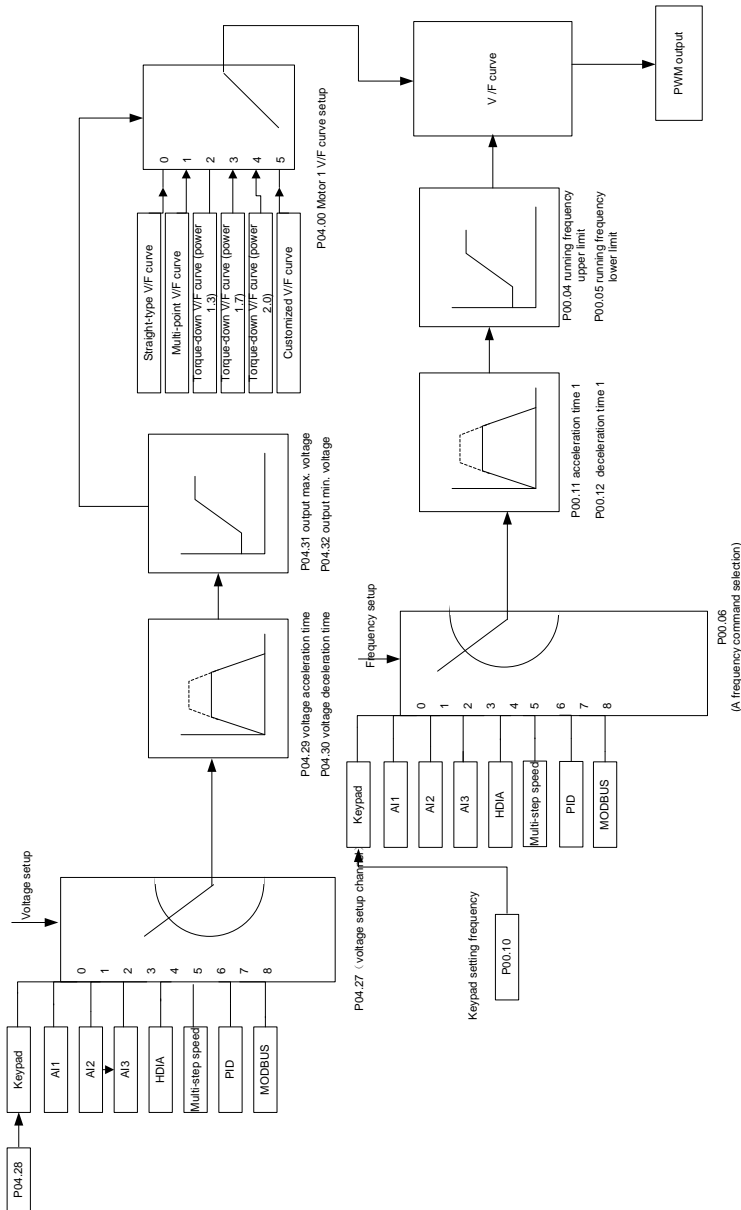 P04.28
Keypad
AI1
AI2
AI3
HDIA
Multi-step speed
PID
MODBUS
0
1
2
3
4
5
6
7
8
Voltage setup
P04.27（voltage setup channel
P04.29 voltage acceleration time
P04.30 voltage deceleration time
P04.31 output max. voltage
P04.32 output min. voltage
Straight-type V/F curve
Multi-point V/F curve
Torque-down V/F curve (power
1.3)
Torque-down V/F curve (power
1.7)
Torque-down V/F curve (power
2.0)
Customized V/F curve
0
1
2
3
4
5
P04.00 Motor 1 V/F curve setup
Keypad setting frequency
P00.10
Keypad
AI1
AI2
AI3
HDIA
Multi-step speed
PID
MODBUS
0
1
2
3
4
5
6
7
8
Frequency setup
P00.06
(A frequency command selection)
P00.11 acceleration time 1
P00.12 deceleration time 1
P00.04 running frequency
upper limit
P00.05 running frequency
lower limit
V /F curve
PWM output